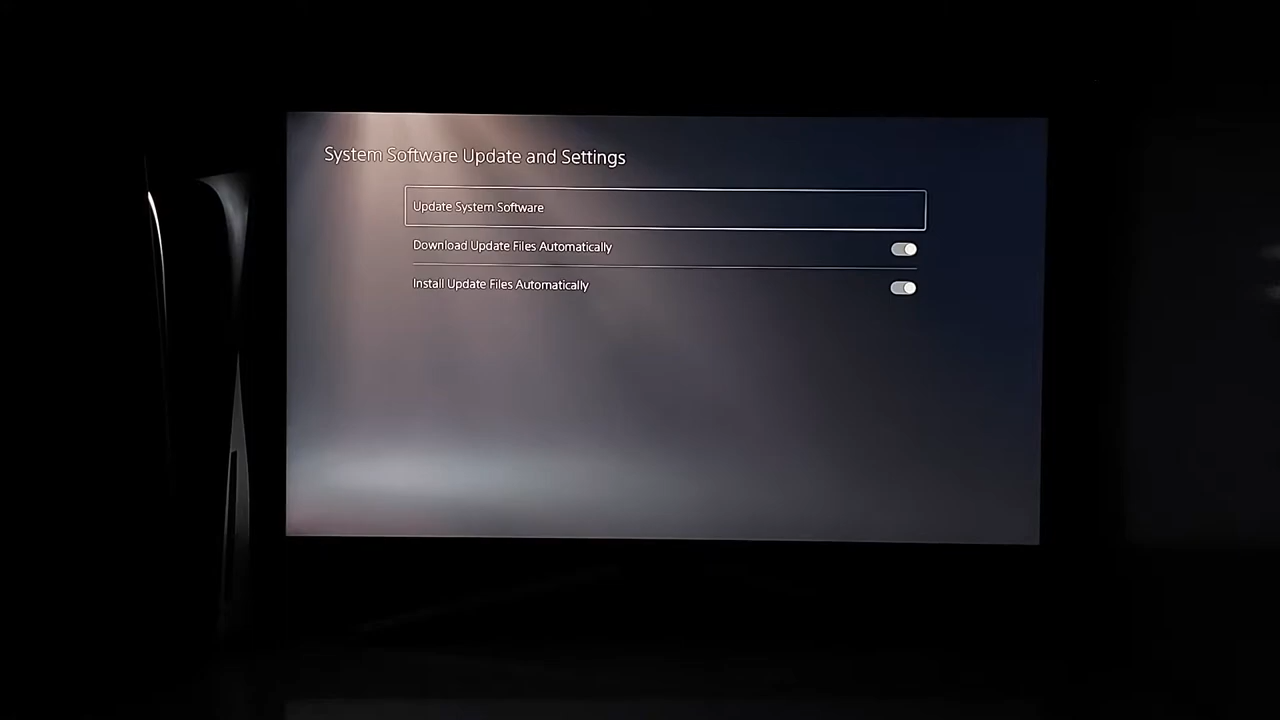 System Software Update and Settings
Update System Software
Download Update Files Automatically
Install Update Files Automatically